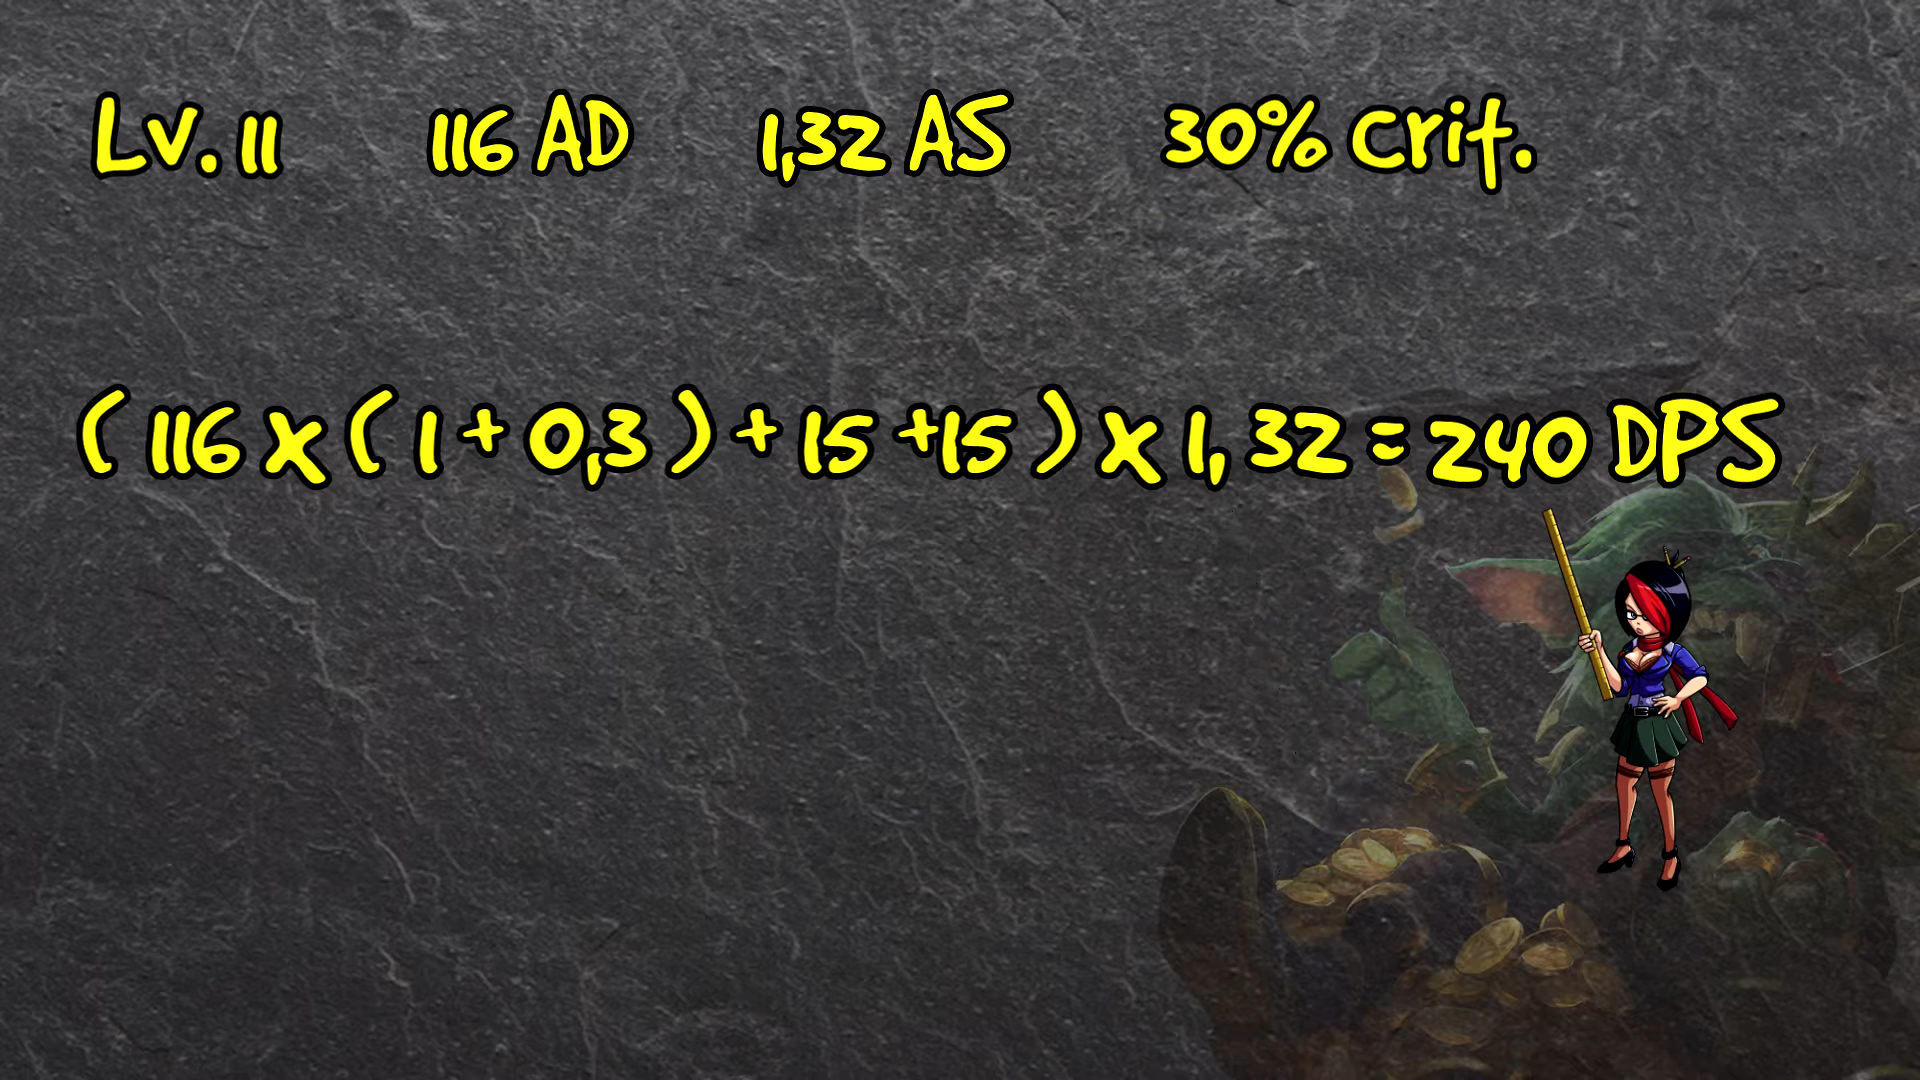 Lv. 11 116 AD 1,32 AS 30% crit.
( 116 x ( 1 + 0,3 ) + 15 +15 ) x 1, 32 = 240 DPS